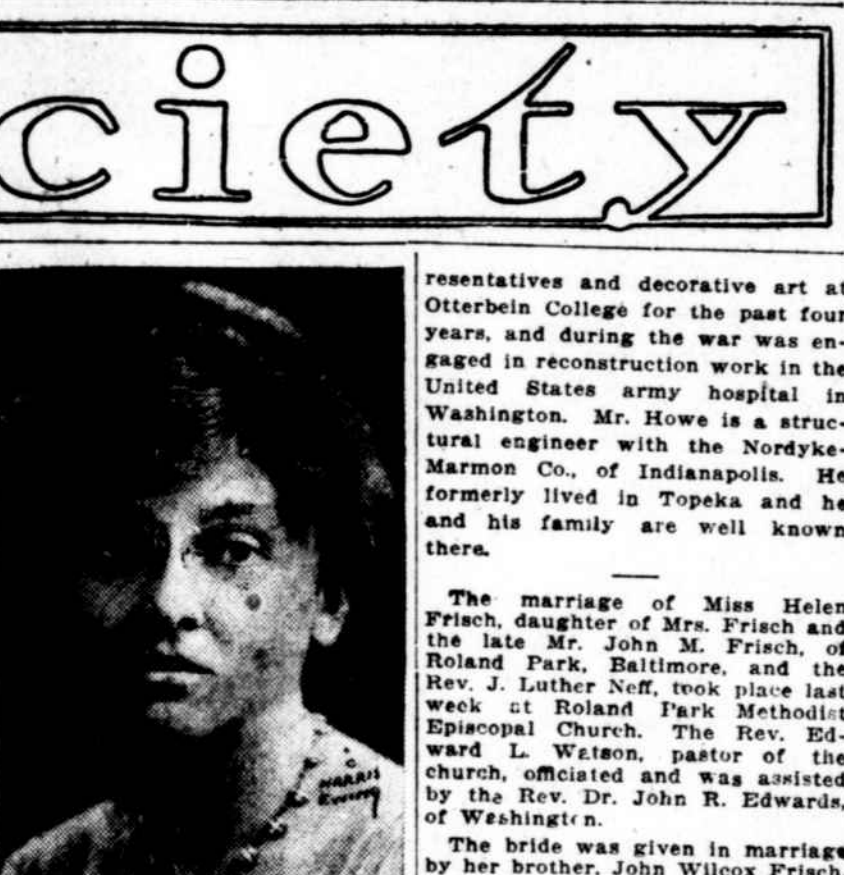 ciety
HARRIS
Ewing
resentatives and decorative art at
Otterbein College for the past four
years, and during the war was en-
gaged in reconstruction work in the
United States army hospital in
Washington. Mr. Howe is a struc-
tural engineer with the Nordyke-
Marmon Co., of Indianapolis. He
formerly lived in Topeka and he
and his family are well known
there.
The marriage of Miss Helen
Frisch, daughter of Mrs. Frisch and
the late Mr. John M. Frisch, of
Roland Park, Baltimore, and the
Rev. J. Luther Neff, took place last
week at Roland Park Methodist
Episcopal Church. The Rev. Ed-
ward L. Watson, pastor of the
church, officiated and was assisted
by the Rev. Dr. John R. Edwards,
of Washington.
The bride was given in marriage
by her brother, John Wilcox Frisch,